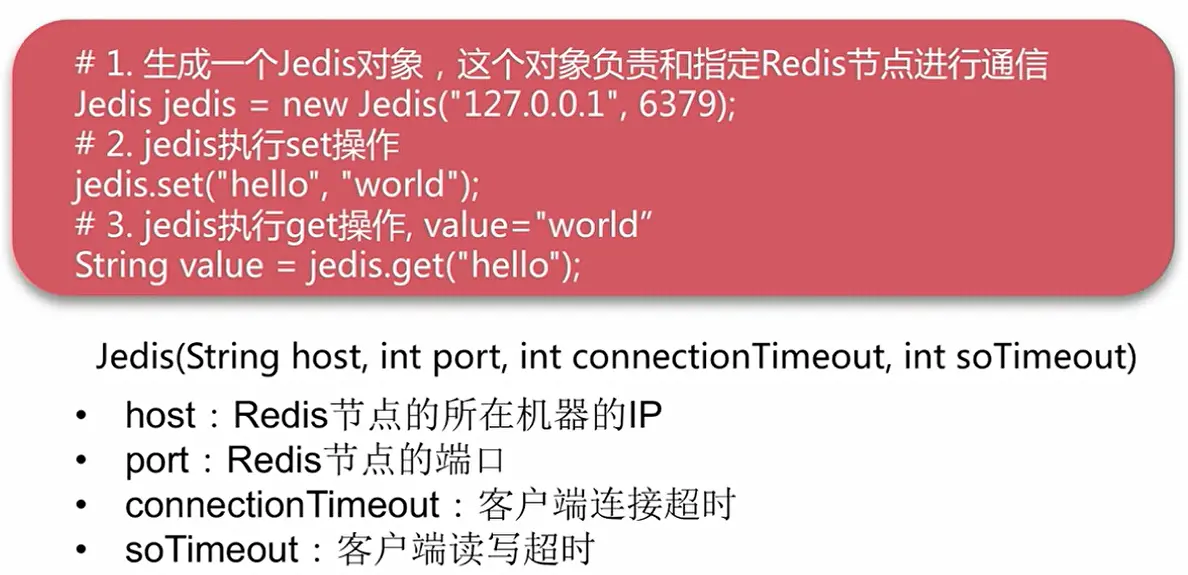 # 1. 生成一个Jedis对象，这个对象负责和指定Redis节点进行通信
Jedis jedis = new Jedis("127.0.0.1", 6379);
# 2. jedis执行set操作
jedis.set("hello", "world");
# 3. jedis执行get操作, value="world”
String value = jedis.get("hello");
Jedis(String host, int port, int connectionTimeout, int soTimeout)
• host：Redis节点的所在机器的IP
• port：Redis节点的端口
• connectionTimeout：客户端连接超时
• soTimeout：客户端读写超时